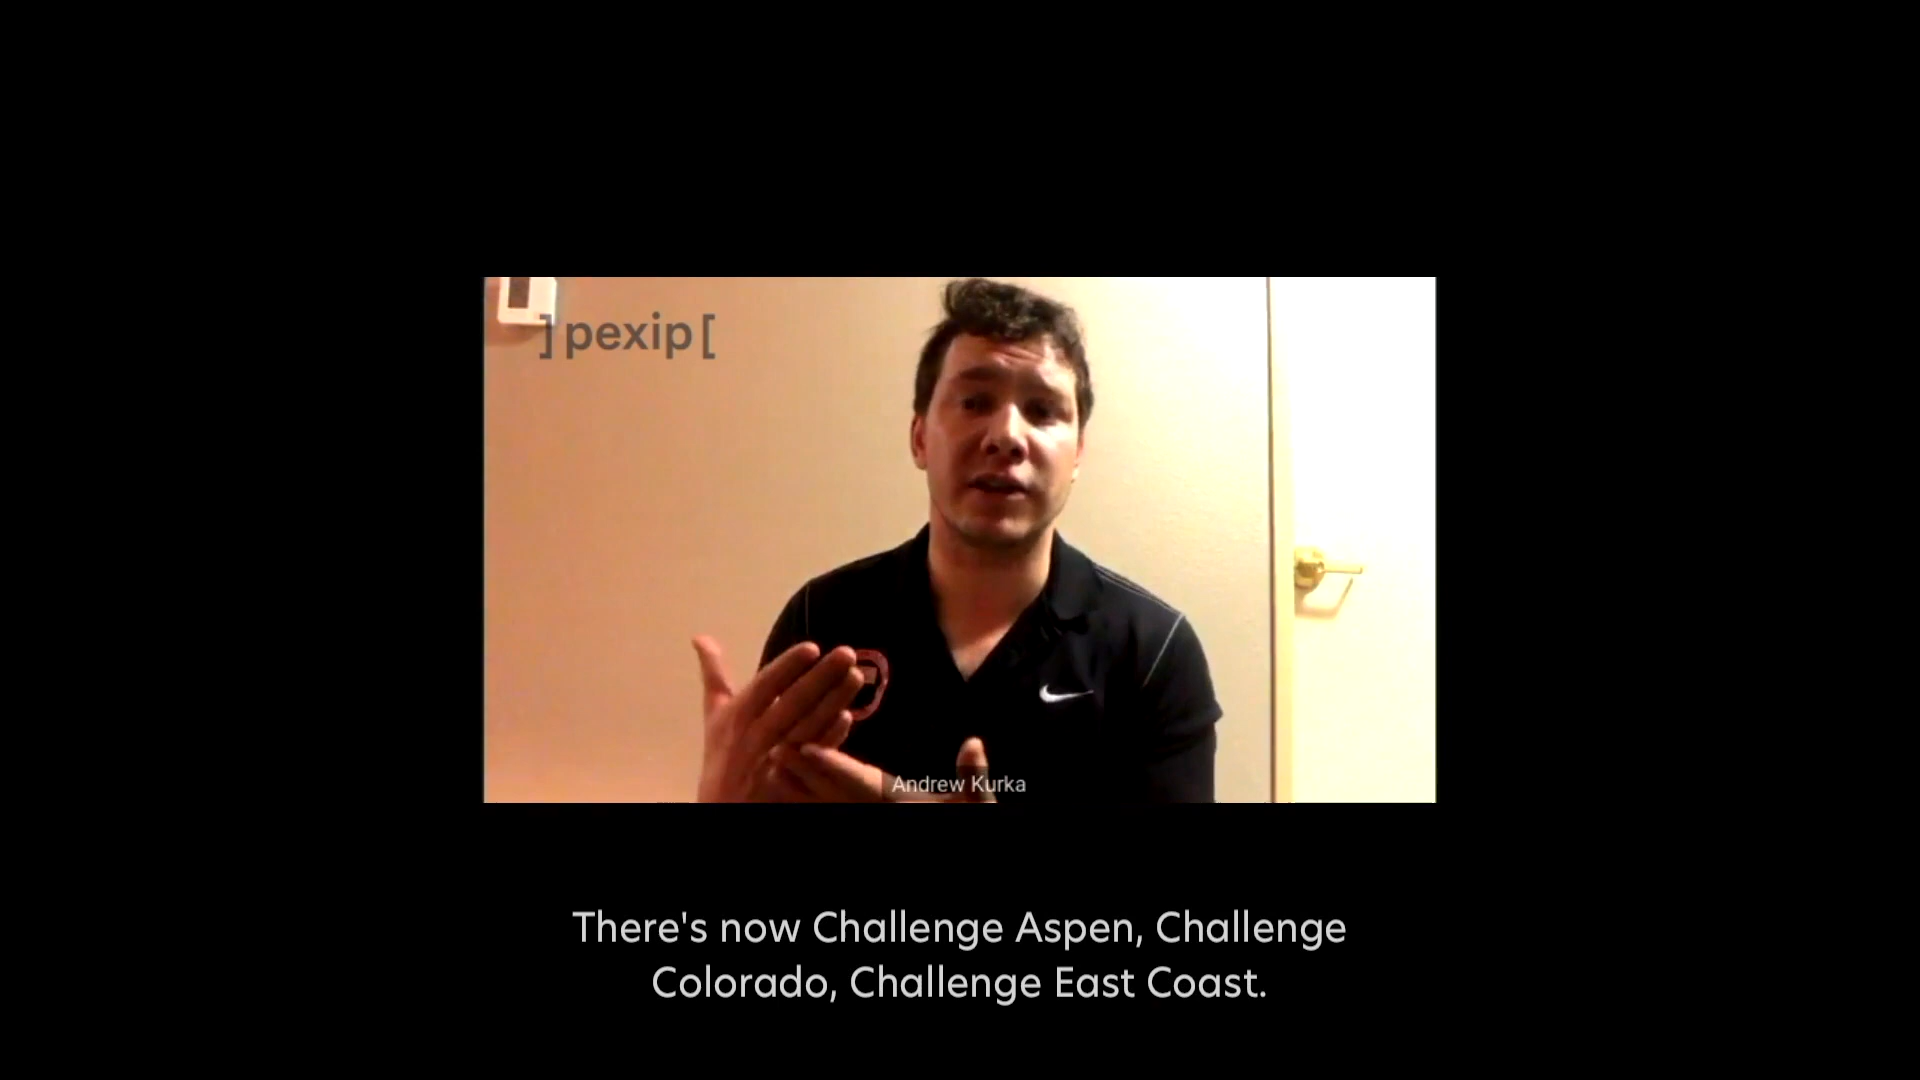 ]pexip[
Andrew Kurka
There's now Challenge Aspen, Challenge
Colorado, Challenge East Coast.